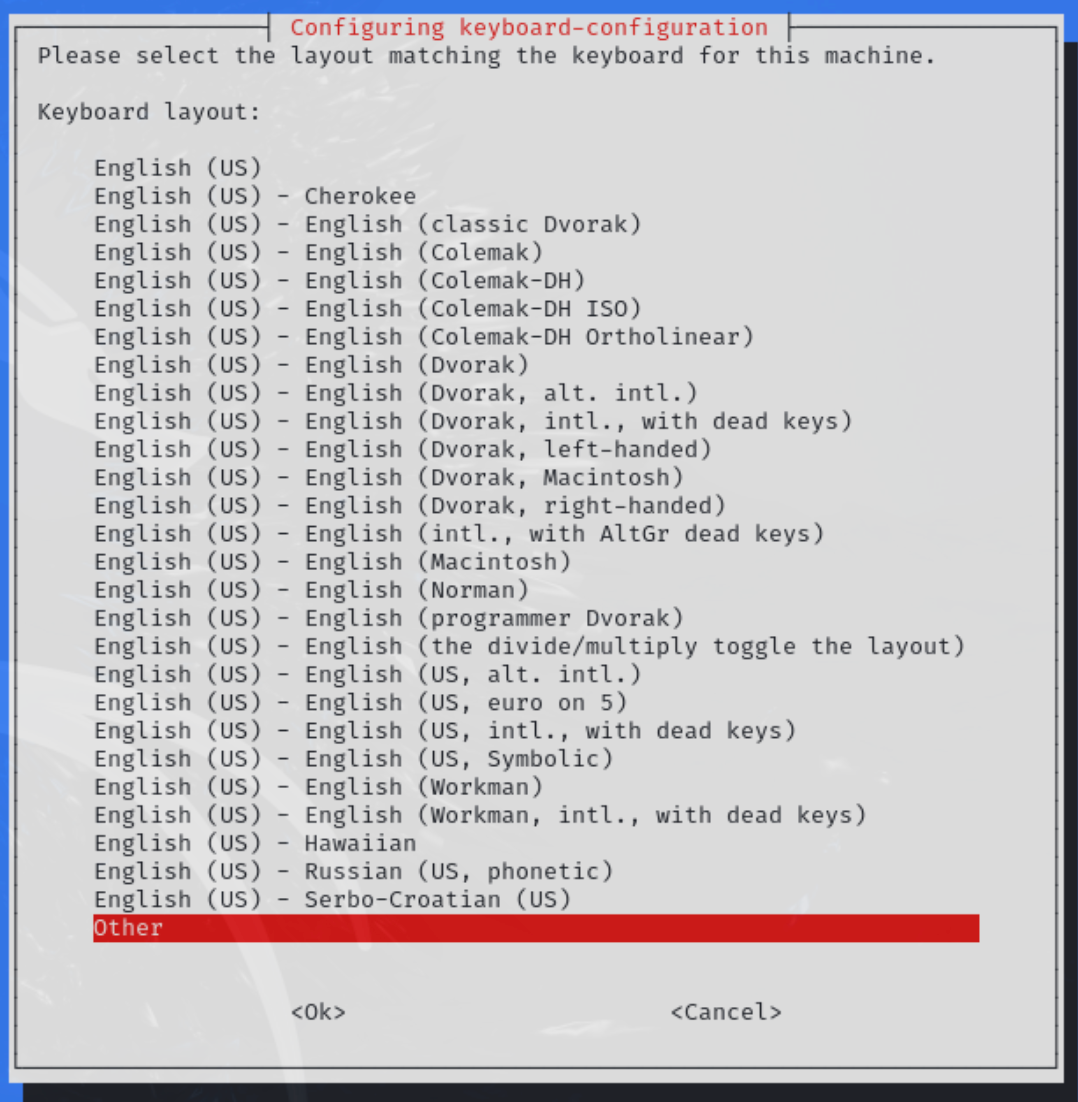 Configuring keyboard-configuration
Please select the layout matching the keyboard for this machine.
Keyboard layout:
English (US)
English (US) - Cherokee
English (US) - English (classic Dvorak)
English (US) - English (Colemak)
English (US) - English (Colemak-DH)
English (US) - English (Colemak-DH ISO)
English (US) - English (Colemak-DH Ortholinear)
English (US) - English (Dvorak)
English (US) - English (Dvorak, alt. intl.)
English (US) - English (Dvorak, intl., with dead keys)
English (US) - English (Dvorak, left-handed)
English (US) - English (Dvorak, Macintosh)
English (US) - English (Dvorak, right-handed)
English (US) - English (intl., with AltGr dead keys)
English (US) - English (Macintosh)
English (US) - English (Norman)
English (US) - English (programmer Dvorak)
English (US) - English (the divide/multiply toggle the layout)
English (US) - English (US, alt. intl.)
English (US) - English (US, euro on 5)
English (US) - English (US, intl., with dead keys)
English (US) - English (US, Symbolic)
English (US) - English (Workman)
English (US) - English (Workman, intl., with dead keys)
English (US) - Hawaiian
English (US) - Russian (US, phonetic)
English (US) - Serbo-Croatian (US)
Other
<Ok> <Cancel>